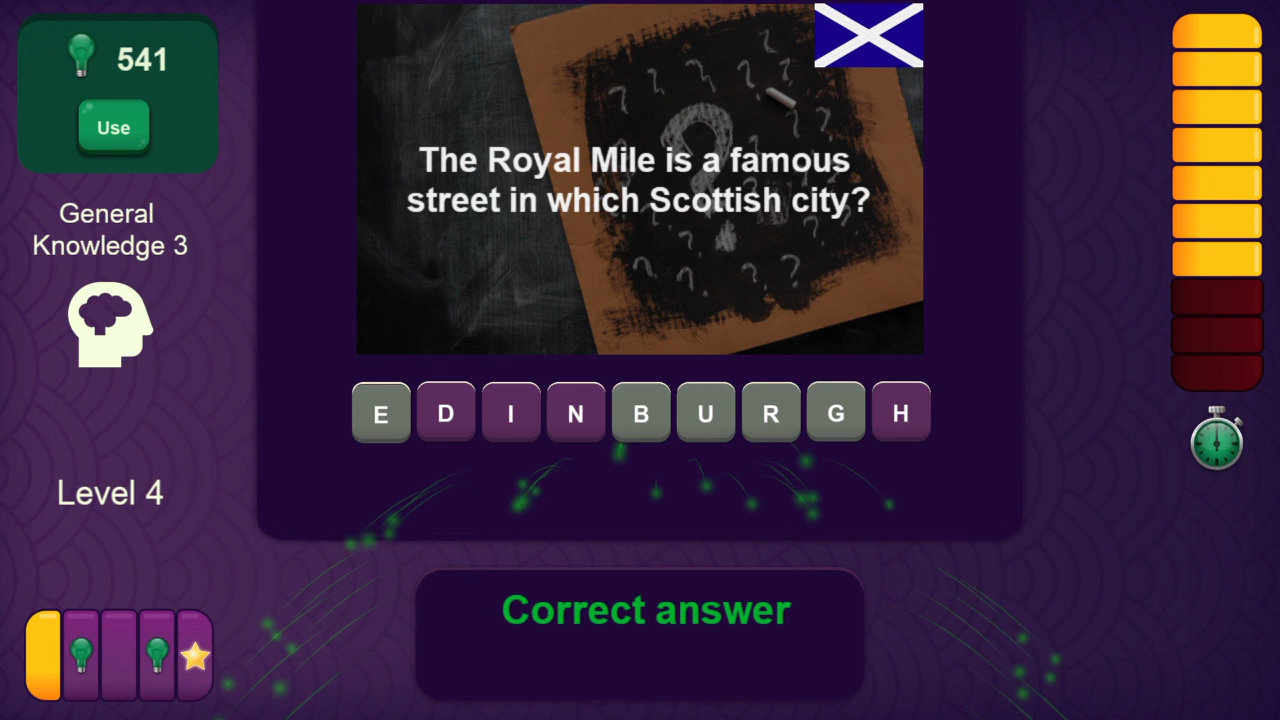 541
Use
General
Knowledge 3
Level 4
The Royal Mile is a famous
street in which Scottish city?
E D I N B U R G H
Correct answer